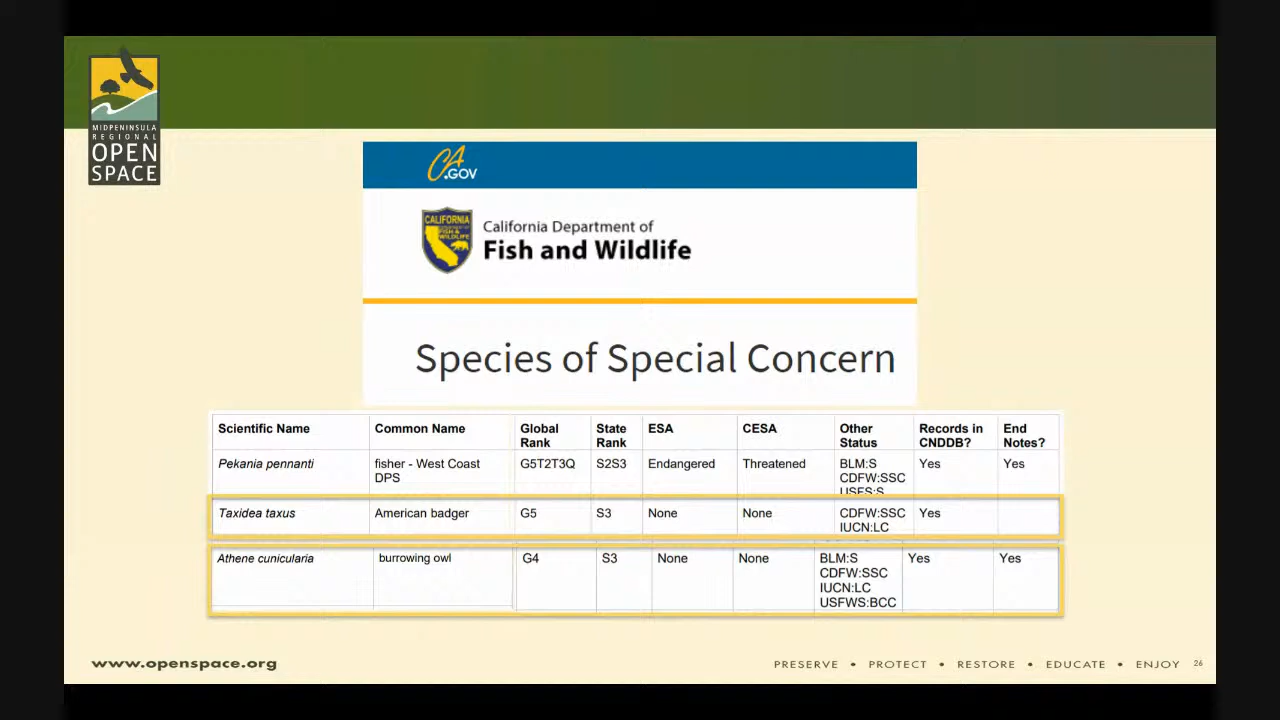 MIDPENINSULA
REGIONAL
OPEN
SPACE
CA
.GOV
CALIFORNIA
California Department of
Fish and Wildlife
Species of Special Concern
Scientific Name Common Name Global Rank State Rank ESA CESA Other Status Records in CNDDB? End Notes?
Pekania pennanti fisher - West Coast DPS G5T2T3Q S2S3 Endangered Threatened BLM:S CDFW:SSC USFS:S Yes Yes
Taxidea taxus American badger G5 S3 None None CDFW:SSC IUCN:LC Yes
Athene cunicularia burrowing owl G4 S3 None None BLM:S CDFW:SSC IUCN:LC USFWS:BCC Yes Yes
www.openspace.org PRESERVE • PROTECT • RESTORE • EDUCATE • ENJOY 26